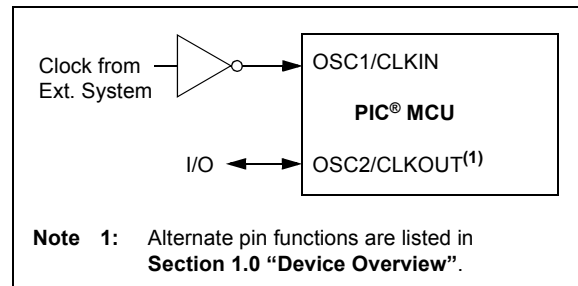 Clock from
Ext. System
OSC1/CLKIN
PIC® MCU
I/O
OSC2/CLKOUT(1)
Note 1: Alternate pin functions are listed in
Section 1.0 “Device Overview”.